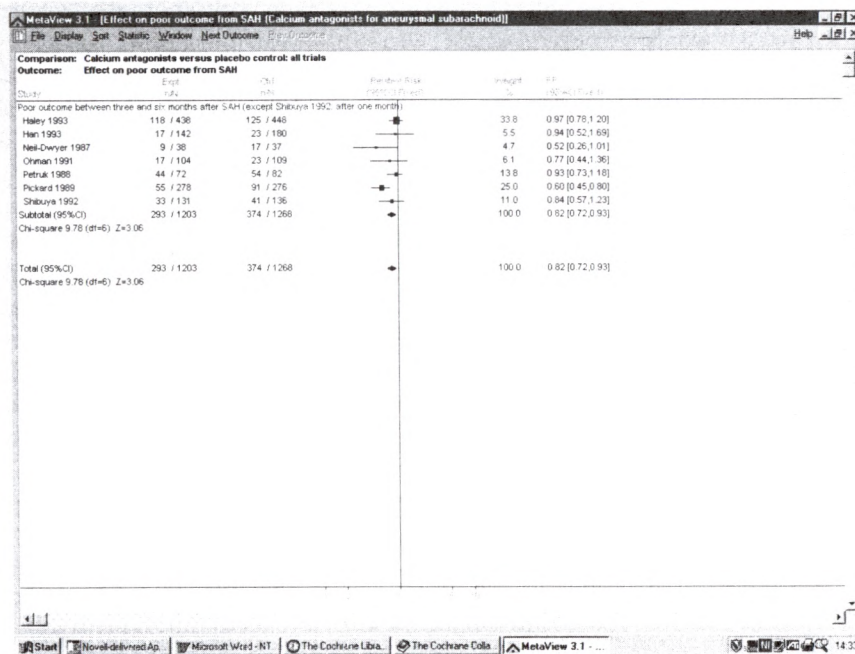 MetaView 3.1 - [Effect on poor outcome from SAH (Calcium antagonists for aneurysmal subarachnoid)]
File Display Sort Statistic Window Next Outcome Help
Comparison: Calcium antagonists versus placebo control: all trials
Outcome: Effect on poor outcome from SAH
Expt Ctrl Relative Risk Weight RR
Study n/N n/N %
Poor outcome between three and six months after SAH (except Shibuya 1992, after one month)
Haley 1993 118 / 438 125 / 448 33.8 0.97 [0.78,1.20]
Han 1993 17 / 142 23 / 180 5.5 0.94 [0.52,1.69]
Neil-Dwyer 1987 9 / 38 17 / 37 4.7 0.52 [0.26,1.01]
Ohman 1991 17 / 104 23 / 109 6.1 0.77 [0.44,1.36]
Petruk 1988 44 / 72 54 / 82 13.8 0.93 [0.73,1.18]
Pickard 1989 55 / 278 91 / 276 25.0 0.60 [0.45,0.80]
Shibuya 1992 33 / 131 41 / 136 11.0 0.84 [0.57,1.23]
Subtotal (95%CI) 293 / 1203 374 / 1268 100.0 0.82 [0.72,0.93]
Chi-square 9.78 (df=6) Z=3.06
Total (95%CI) 293 / 1203 374 / 1268 100.0 0.82 [0.72,0.93]
Chi-square 9.78 (df=6) Z=3.06
Start Novell-delivered Ap... Microsoft Word - NT... The Cochrane Libra... The Cochrane Colla... MetaView 3.1 - ...